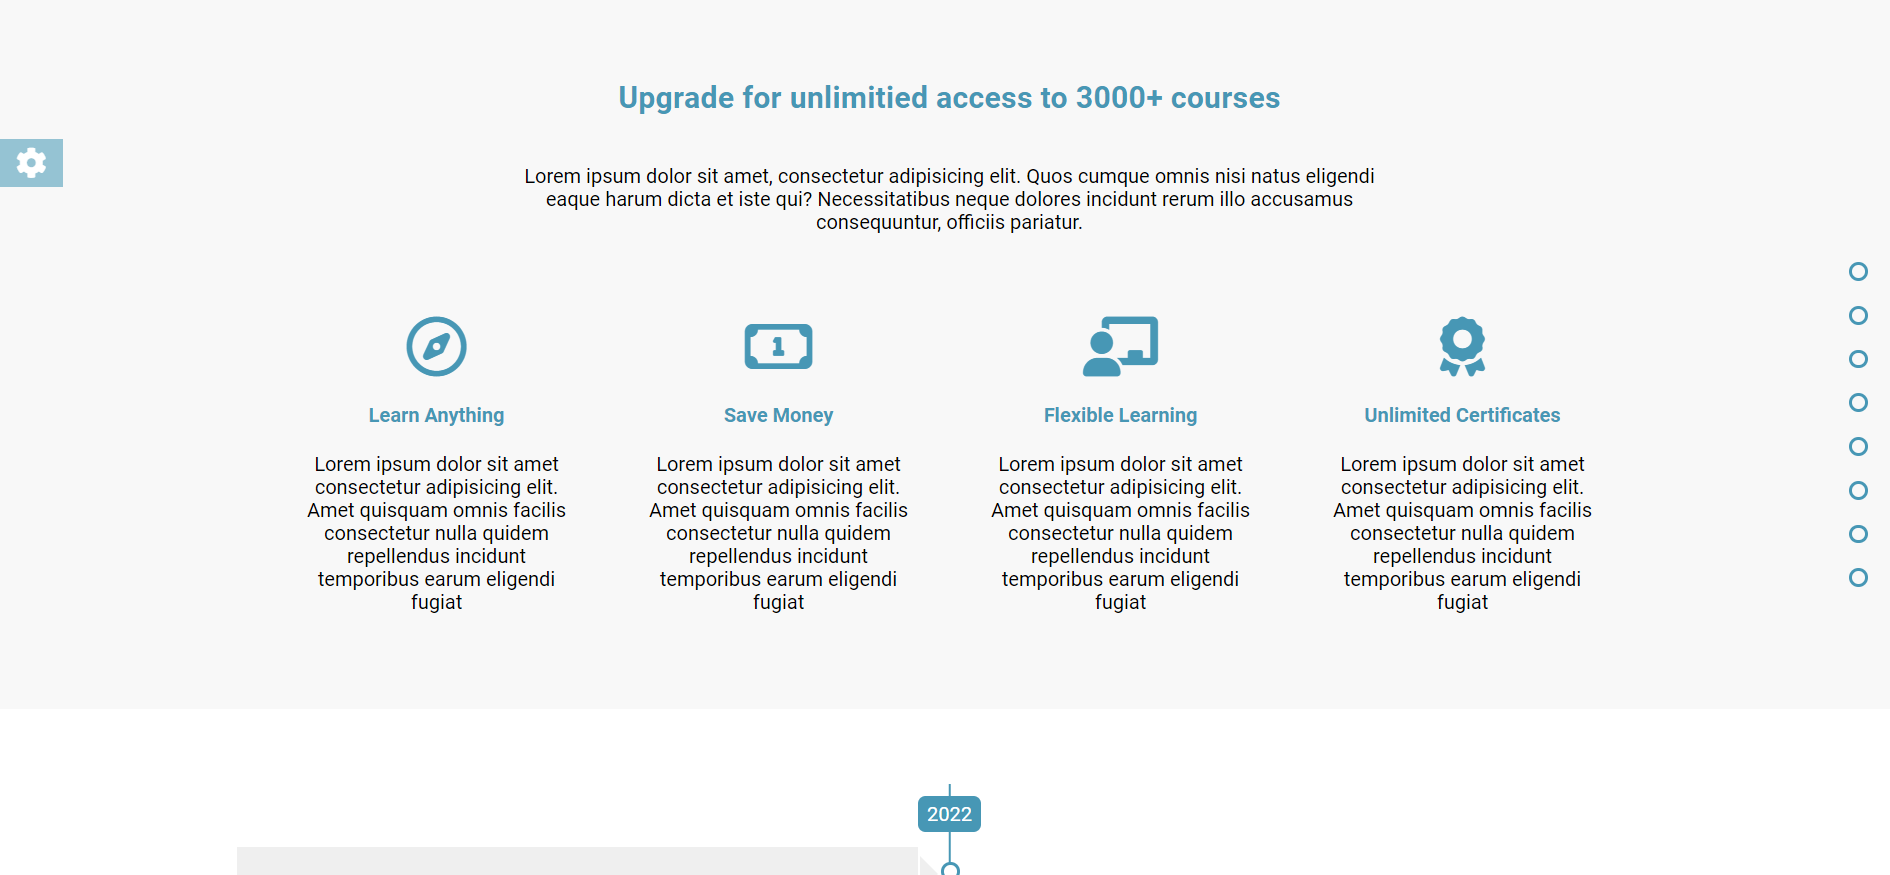 Upgrade for unlimitied access to 3000+ courses
Lorem ipsum dolor sit amet, consectetur adipisicing elit. Quos cumque omnis nisi natus eligendi
eaque harum dicta et iste qui? Necessitatibus neque dolores incidunt rerum illo accusamus
consequuntur, officiis pariatur.
1
Learn Anything
Lorem ipsum dolor sit amet
consectetur adipisicing elit.
Amet quisquam omnis facilis
consectetur nulla quidem
repellendus incidunt
temporibus earum eligendi
fugiat
Save Money
Lorem ipsum dolor sit amet
consectetur adipisicing elit.
Amet quisquam omnis facilis
consectetur nulla quidem
repellendus incidunt
temporibus earum eligendi
fugiat
Flexible Learning
Lorem ipsum dolor sit amet
consectetur adipisicing elit.
Amet quisquam omnis facilis
consectetur nulla quidem
repellendus incidunt
temporibus earum eligendi
fugiat
Unlimited Certificates
Lorem ipsum dolor sit amet
consectetur adipisicing elit.
Amet quisquam omnis facilis
consectetur nulla quidem
repellendus incidunt
temporibus earum eligendi
fugiat
2022